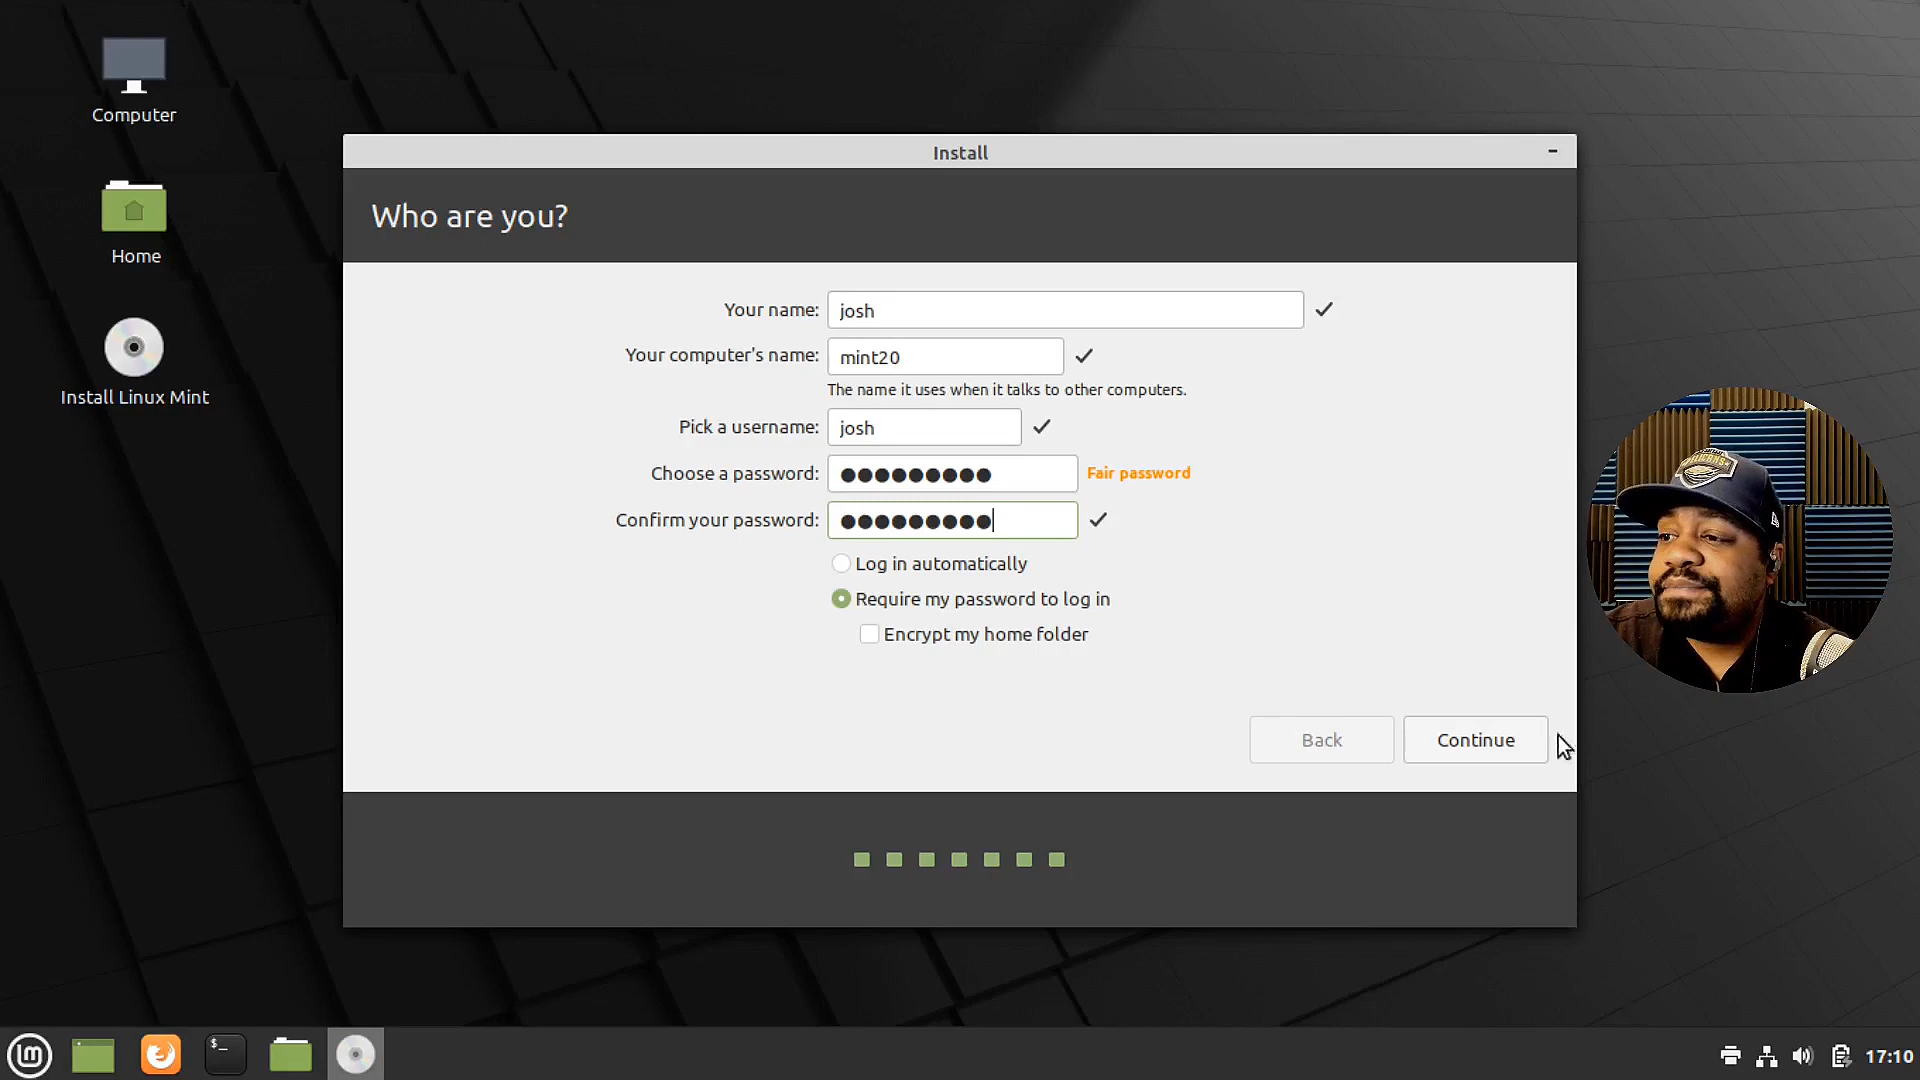 Computer
Home
Install Linux Mint
Install
Who are you?
Your name: josh
Your computer's name: mint20
The name it uses when it talks to other computers.
Pick a username: josh
Choose a password: ●●●●●●●●● Fair password
Confirm your password: ●●●●●●●●●
Log in automatically
Require my password to log in
Encrypt my home folder
Back Continue
PELICANS
$_
17:10